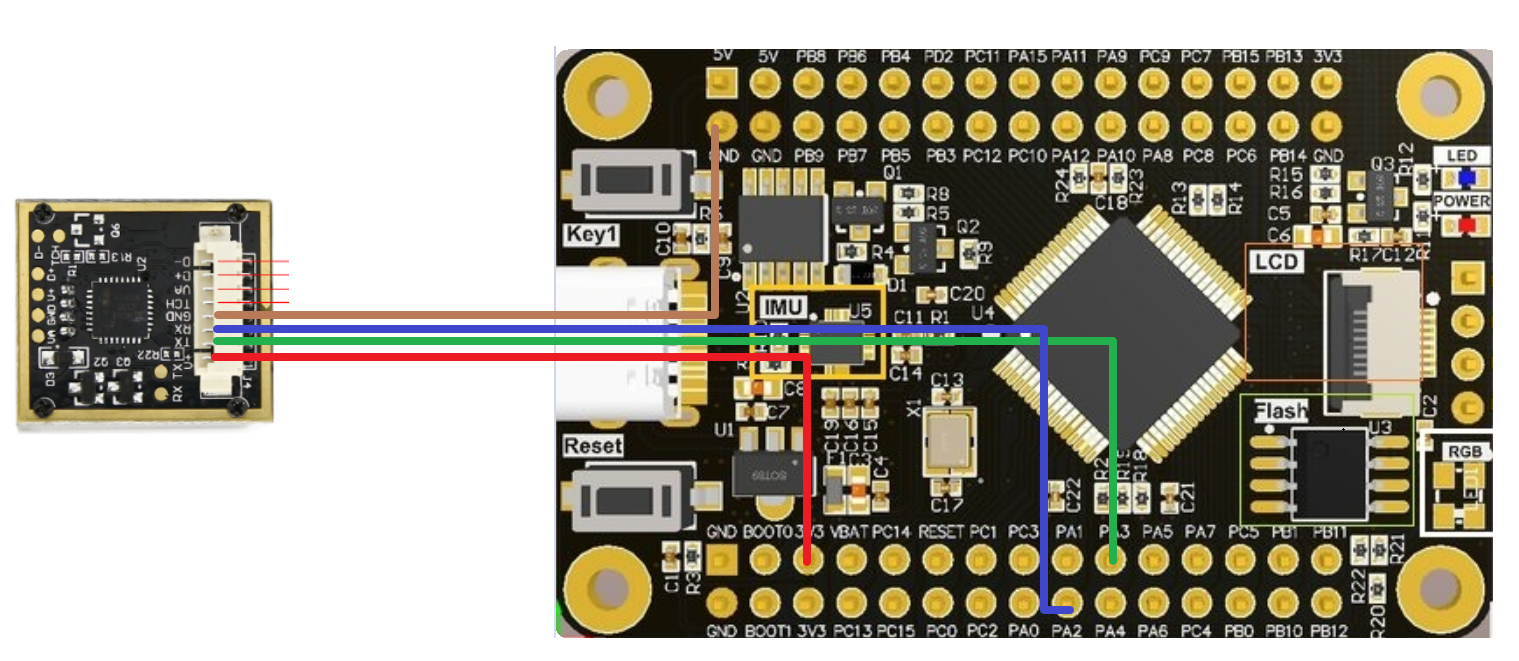 5V 5V PB8 PB6 PB4 PD2 PC11 PA15 PA11 PA9 PC9 PC7 PB15 PB13 3V3
GND GND PB9 PB7 PB5 PB3 PC12 PC10 PA12 PA10 PA8 PC8 PC6 PB14 GND
Q1
R8
R5
Q2
R9
R4
D1
C20
R24
C18
R23
R13
R14
R15
R16
C5
C6
Q3
R12
LED
POWER
R17
C12
Key1
C10
C9
U2
IMU
U5
C11
R1
U4
C14
LCD
Q6
D-
TCH
R13
R1
U2
D+
V+
GND
D-
D+
VA
TCH
GND
RX
TX
V+
R22
D3
Q2
Q3
TX
RX
C8
C7
U1
C13
X1
C19
C16
C15
C4
C17
SOT89
Reset
C22
R18
C21
Flash
U3
C2
RGB
GND BOOT0 3V3 VBAT PC14 RESET PC1 PC3 PA1 PA3 PA5 PA7 PC5 PB1 PB11
C1
R3
R21
R22
R20
GND BOOT1 3V3 PC13 PC15 PC0 PC2 PA0 PA2 PA4 PA6 PC4 PB0 PB10 PB12